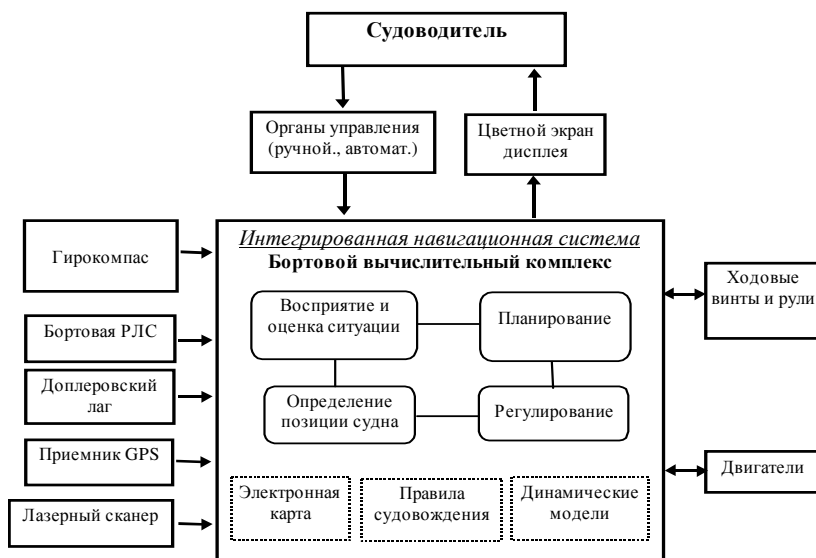 Судоводитель
Органы управления
(ручной., автомат.)
Цветной экран
дисплея
Интегрированная навигационная система
Бортовой вычислительный комплекс
Гирокомпас
Бортовая РЛС
Доплеровский
лаг
Приемник GPS
Лазерный сканер
Восприятие и
оценка ситуации
Планирование
Определение
позиции судна
Регулирование
Электронная
карта
Правила
судовождения
Динамические
модели
Ходовые
винты и рули
Двигатели